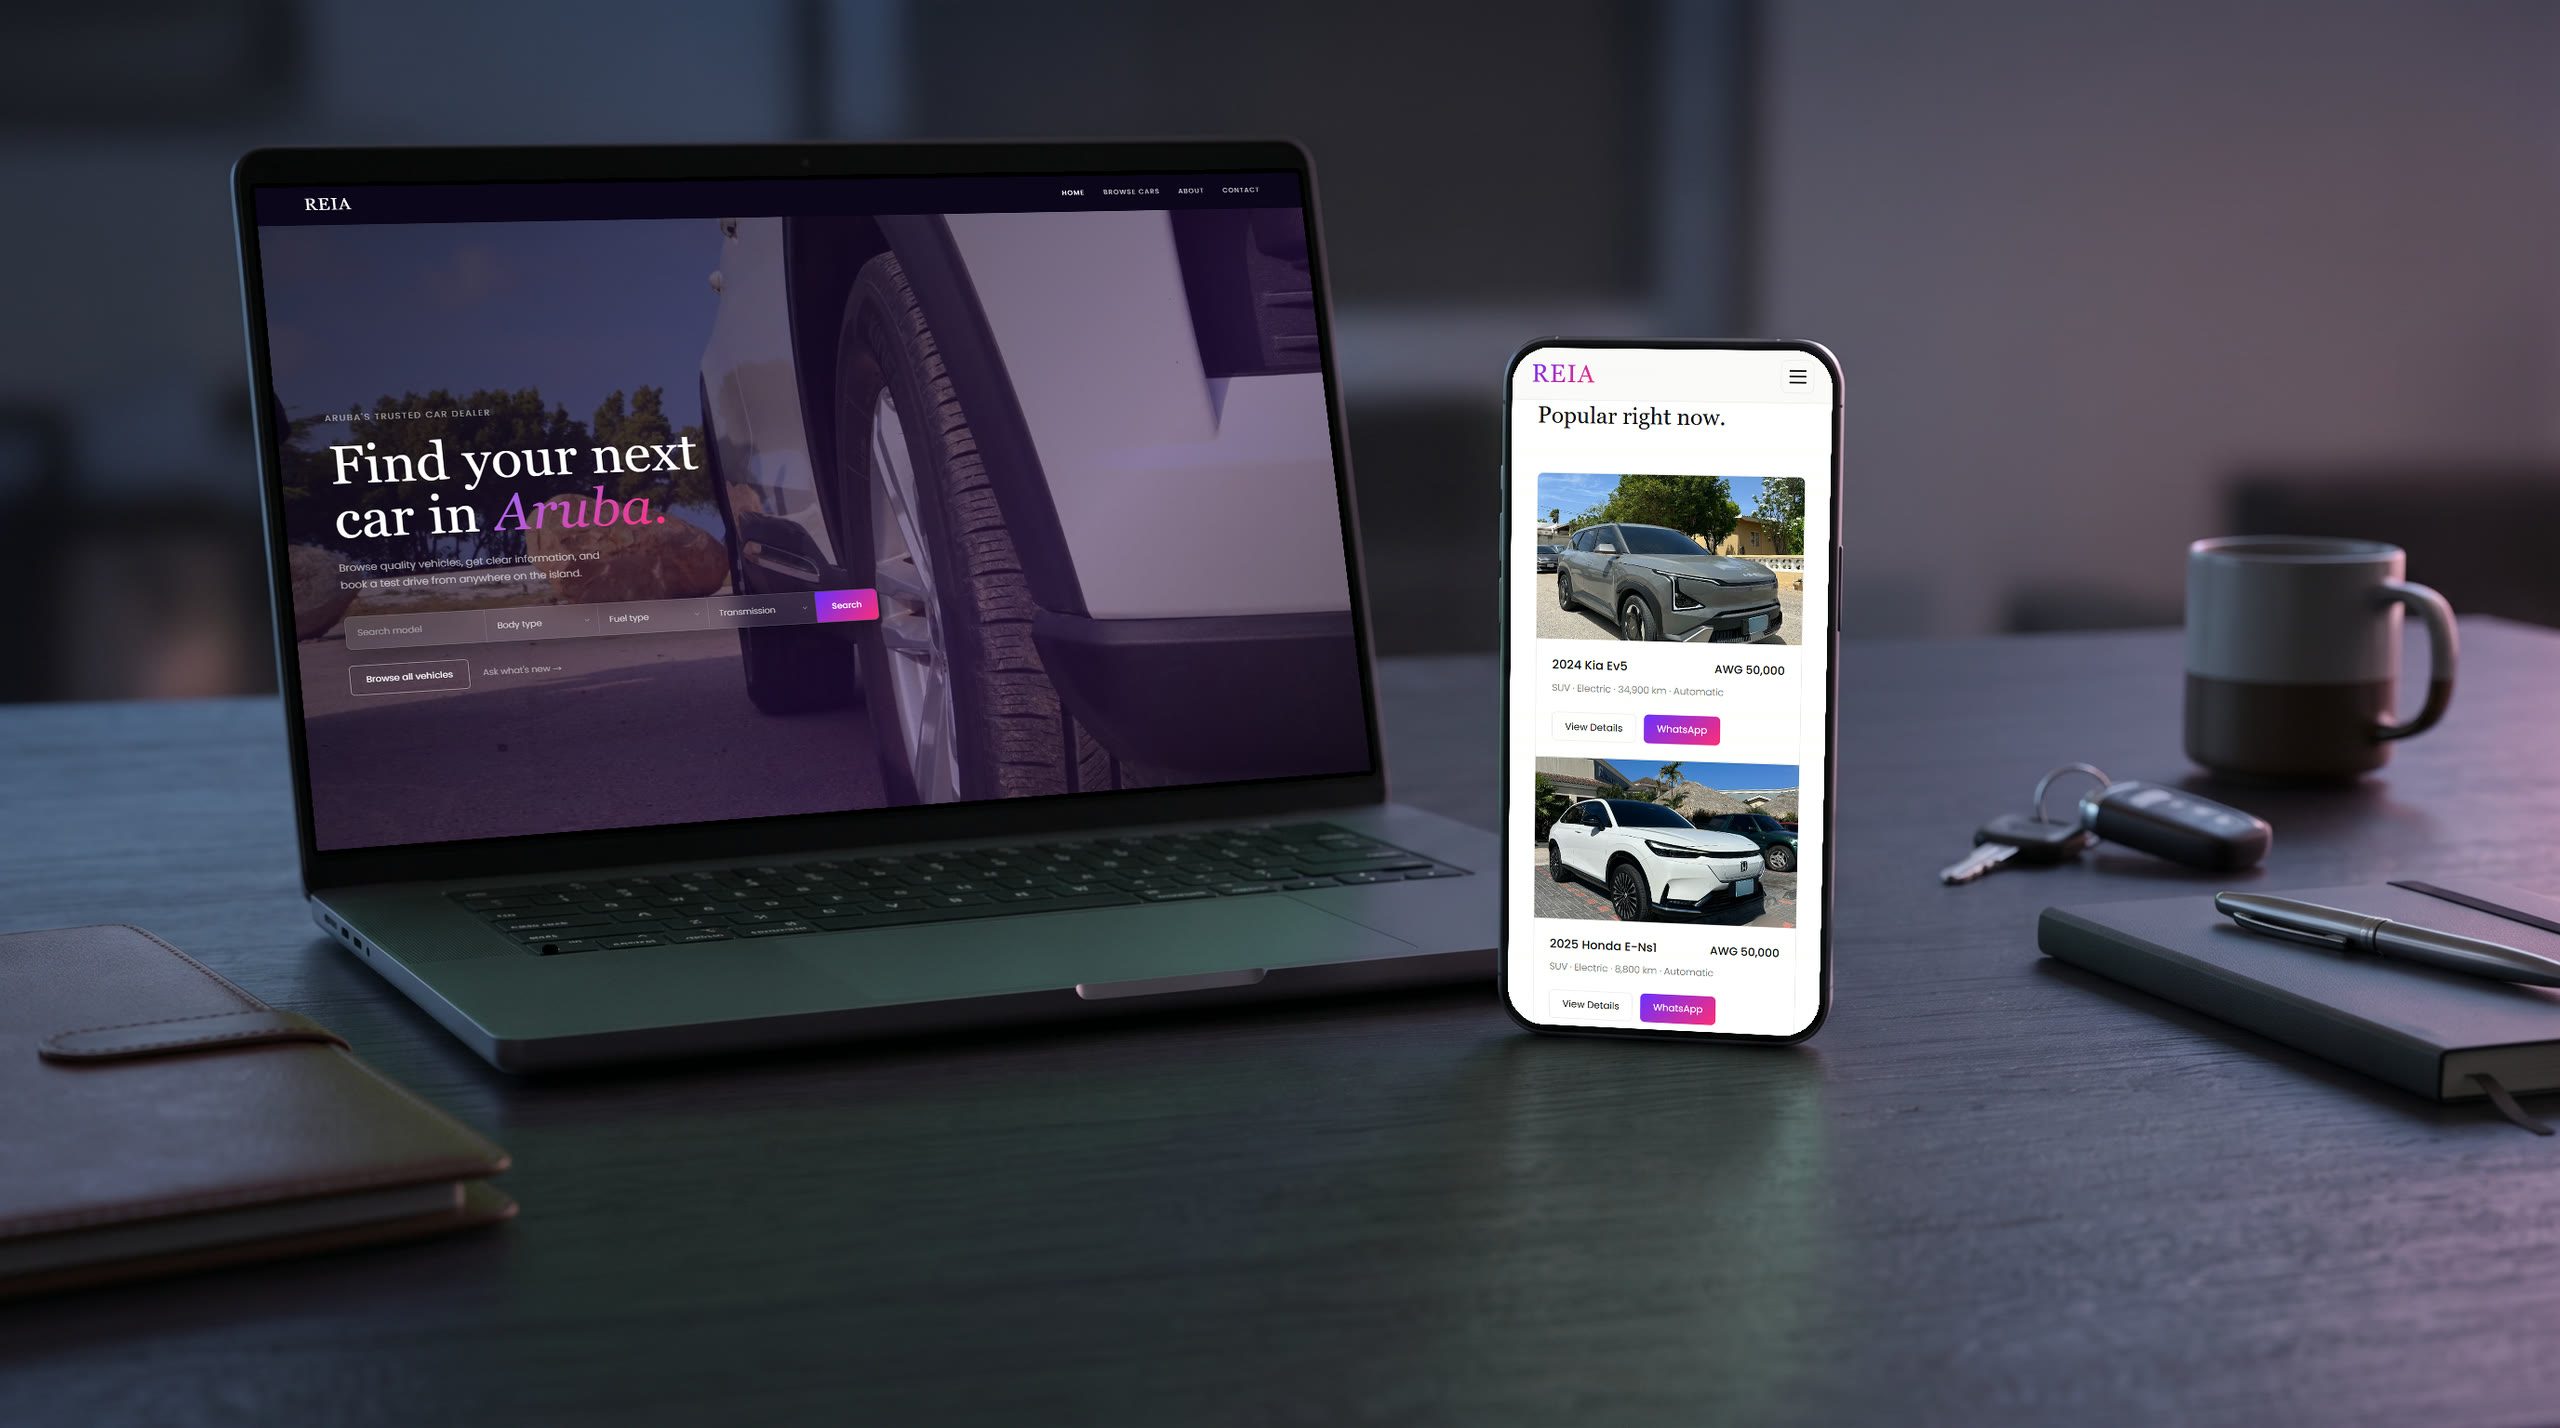 REIA
HOME BROWSE CARS ABOUT CONTACT
ARUBA'S TRUSTED CAR DEALER
Find your next
car in Aruba.
Browse quality vehicles, get clear information, and
book a test drive from anywhere on the island.
Search model Body type Fuel type Transmission Search
Browse all vehicles Ask what's new →
REIA
Popular right now.
2024 Kia Ev5 AWG 50,000
SUV · Electric · 34,900 km · Automatic
View Details WhatsApp
2025 Honda E-Ns1 AWG 50,000
SUV · Electric · 8,800 km · Automatic
View Details WhatsApp